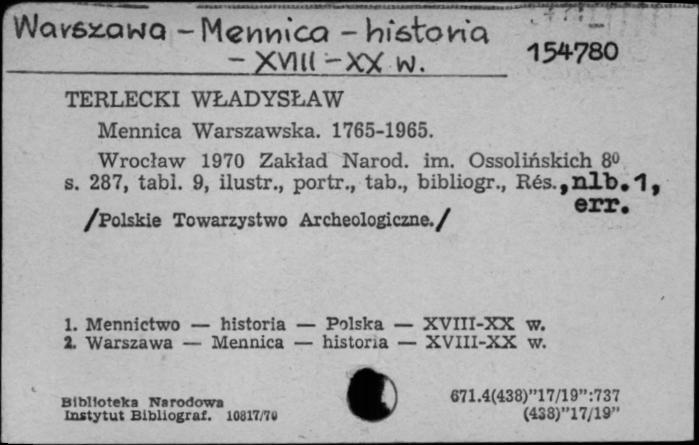 Warszawa - Mennica - historia
- XVIII - XX w.
154780
TERLECKI WŁADYSŁAW
Mennica Warszawska. 1765-1965.
Wrocław 1970 Zakład Narod. im. Ossolińskich 8⁰
s. 287, tabl. 9, ilustr., portr., tab., bibliogr., Rés., nlb. 1,
err.
/Polskie Towarzystwo Archeologiczne./
1. Mennictwo — historia — Polska — XVIII-XX w.
2. Warszawa — Mennica — historia — XVIII-XX w.
Biblioteka Narodowa
Instytut Bibliograf. 10817/70
671.4(438)"17/19":737
(438)"17/19"